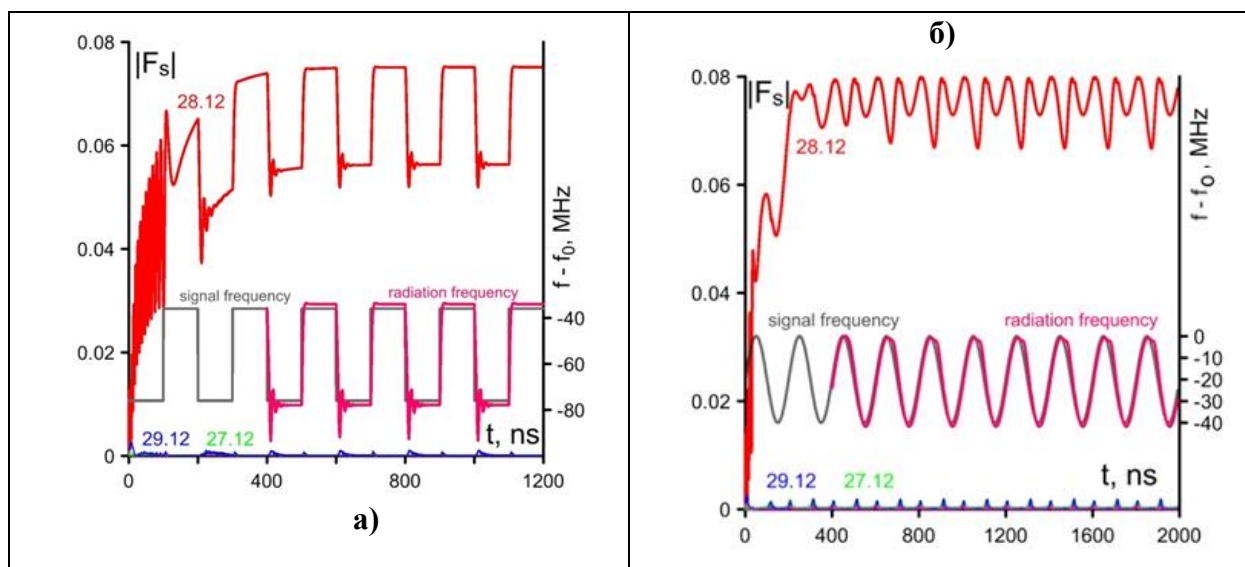 0.08
|Fs|
28.12
0.06
0.04
f - f₀, MHz
signal frequency
radiation frequency
-40
-60
-80
0.02
29.12
27.12
t, ns
0
0
400
800
1200
а)
б)
0.08
|Fs|
28.12
0.06
f - f₀, MHz
0.04
signal frequency
radiation frequency
0
-10
-20
-30
-40
0.02
29.12
27.12
t, ns
0
0
400
800
1200
1600
2000